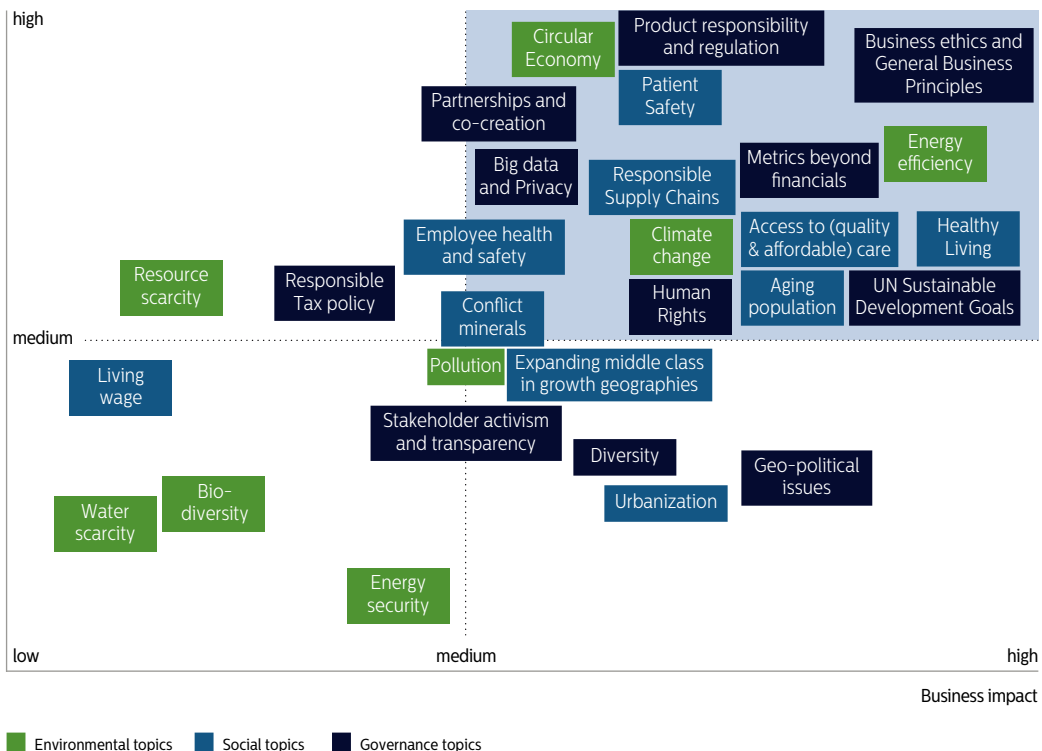 high
Circular
Economy
Product responsibility
and regulation
Business ethics and
General Business
Principles
Patient
Safety
Partnerships and
co-creation
Energy
efficiency
Big data
and Privacy
Responsible
Supply Chains
Metrics beyond
financials
Employee health
and safety
Climate
change
Access to (quality
& affordable) care
Healthy
Living
Resource
scarcity
Responsible
Tax policy
Conflict
minerals
Human
Rights
Aging
population
UN Sustainable
Development Goals
medium
Living
wage
Pollution
Expanding middle class
in growth geographies
Stakeholder activism
and transparency
Diversity
Geo-political
issues
Water
scarcity
Bio-
diversity
Urbanization
Energy
security
low
medium
high
Business impact
Environmental topics
Social topics
Governance topics